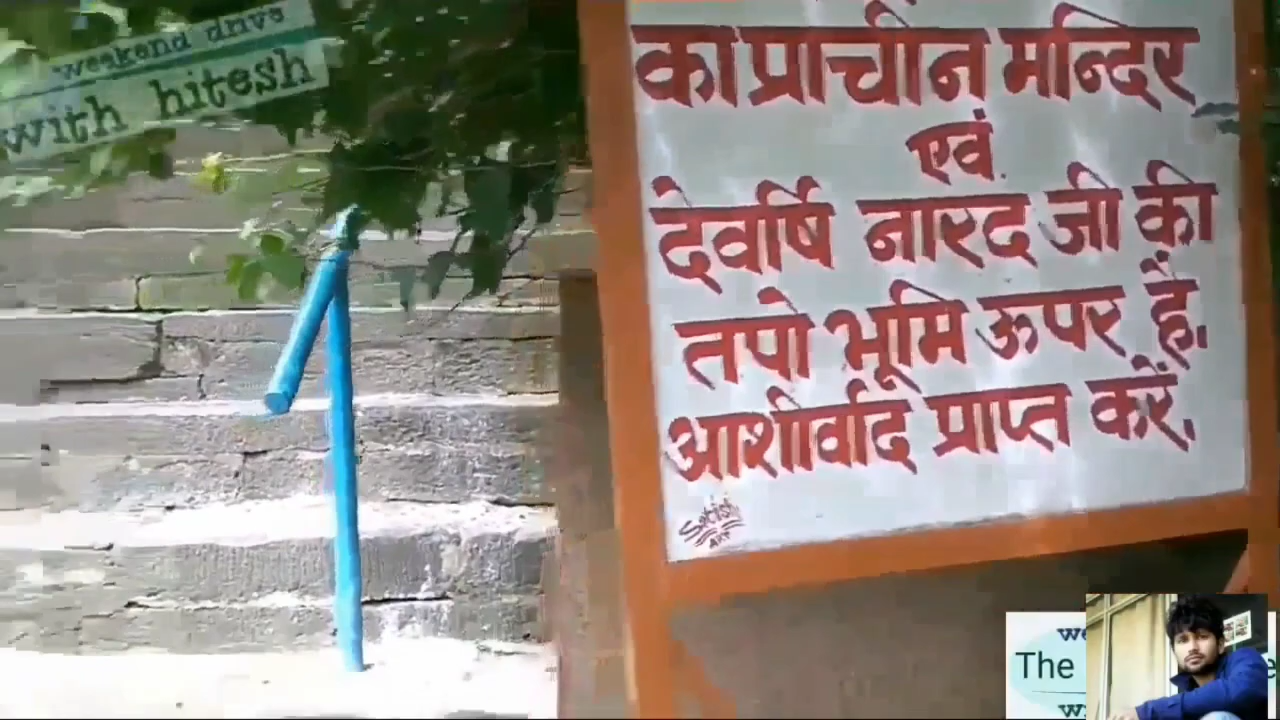 weekend drive
with hitesh
का प्राचीन मन्दिर
एवं
देवर्षि नारद जी की
तपो भूमि ऊपर है.
आशीर्वाद प्राप्त करें.
The